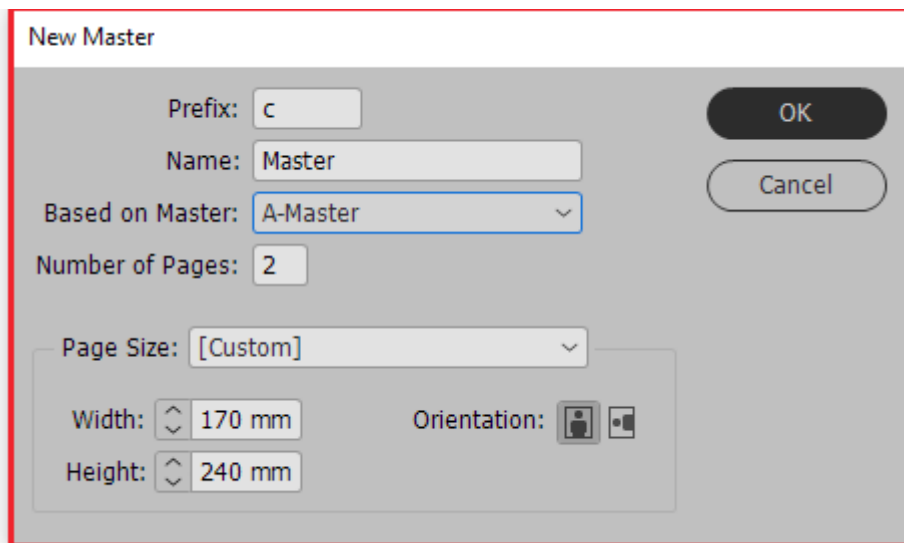 New Master
Prefix: c
OK
Name: Master
Cancel
Based on Master: A-Master
Number of Pages: 2
Page Size: [Custom]
Width: 170 mm
Orientation:
Height: 240 mm